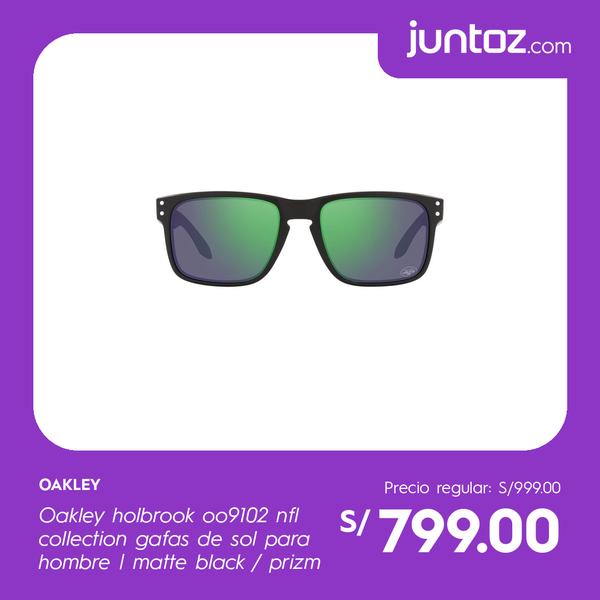 juntoz.com
OAKLEY
Oakley holbrook oo9102 nfl
collection gafas de sol para
hombre | matte black / prizm
Precio regular: S/999.00
S/799.00